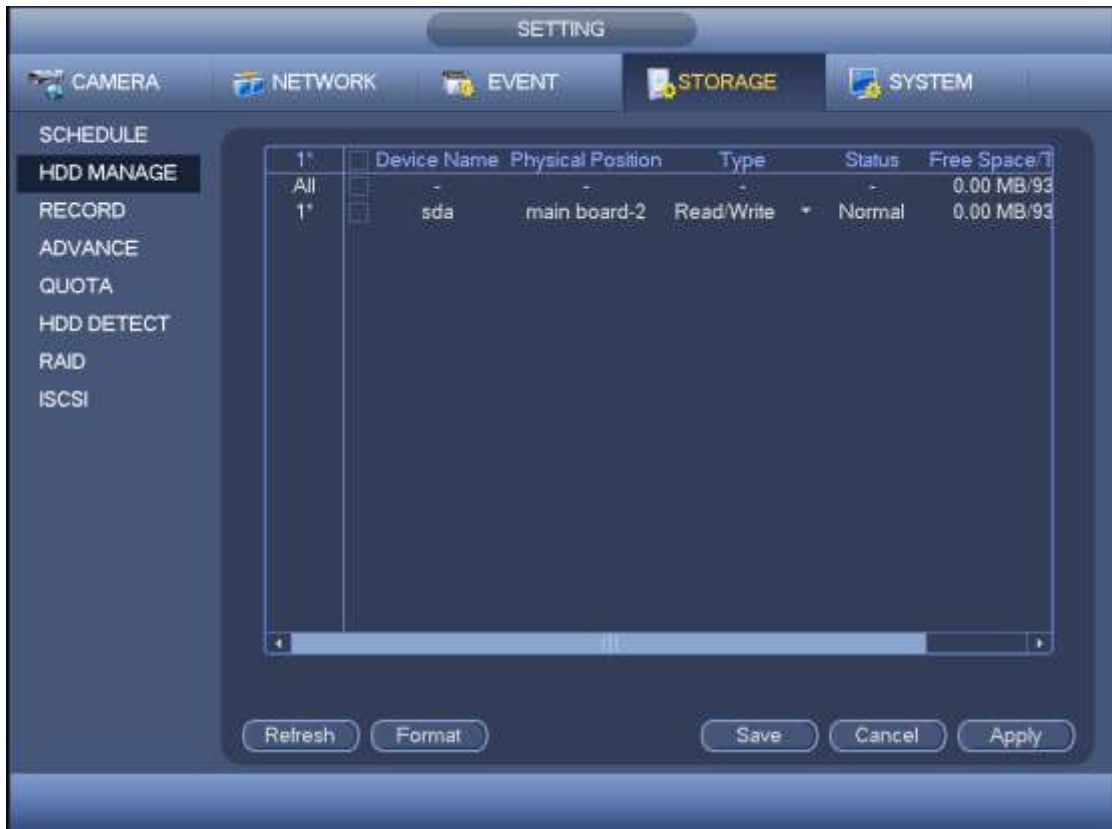 SETTING
CAMERA NETWORK EVENT STORAGE SYSTEM
SCHEDULE
HDD MANAGE
RECORD
ADVANCE
QUOTA
HDD DETECT
RAID
ISCSI
1* Device Name Physical Position Type Status Free Space/T
All - - - - 0.00 MB/93
1* sda main board-2 Read/Write Normal 0.00 MB/93
Refresh Format Save Cancel Apply